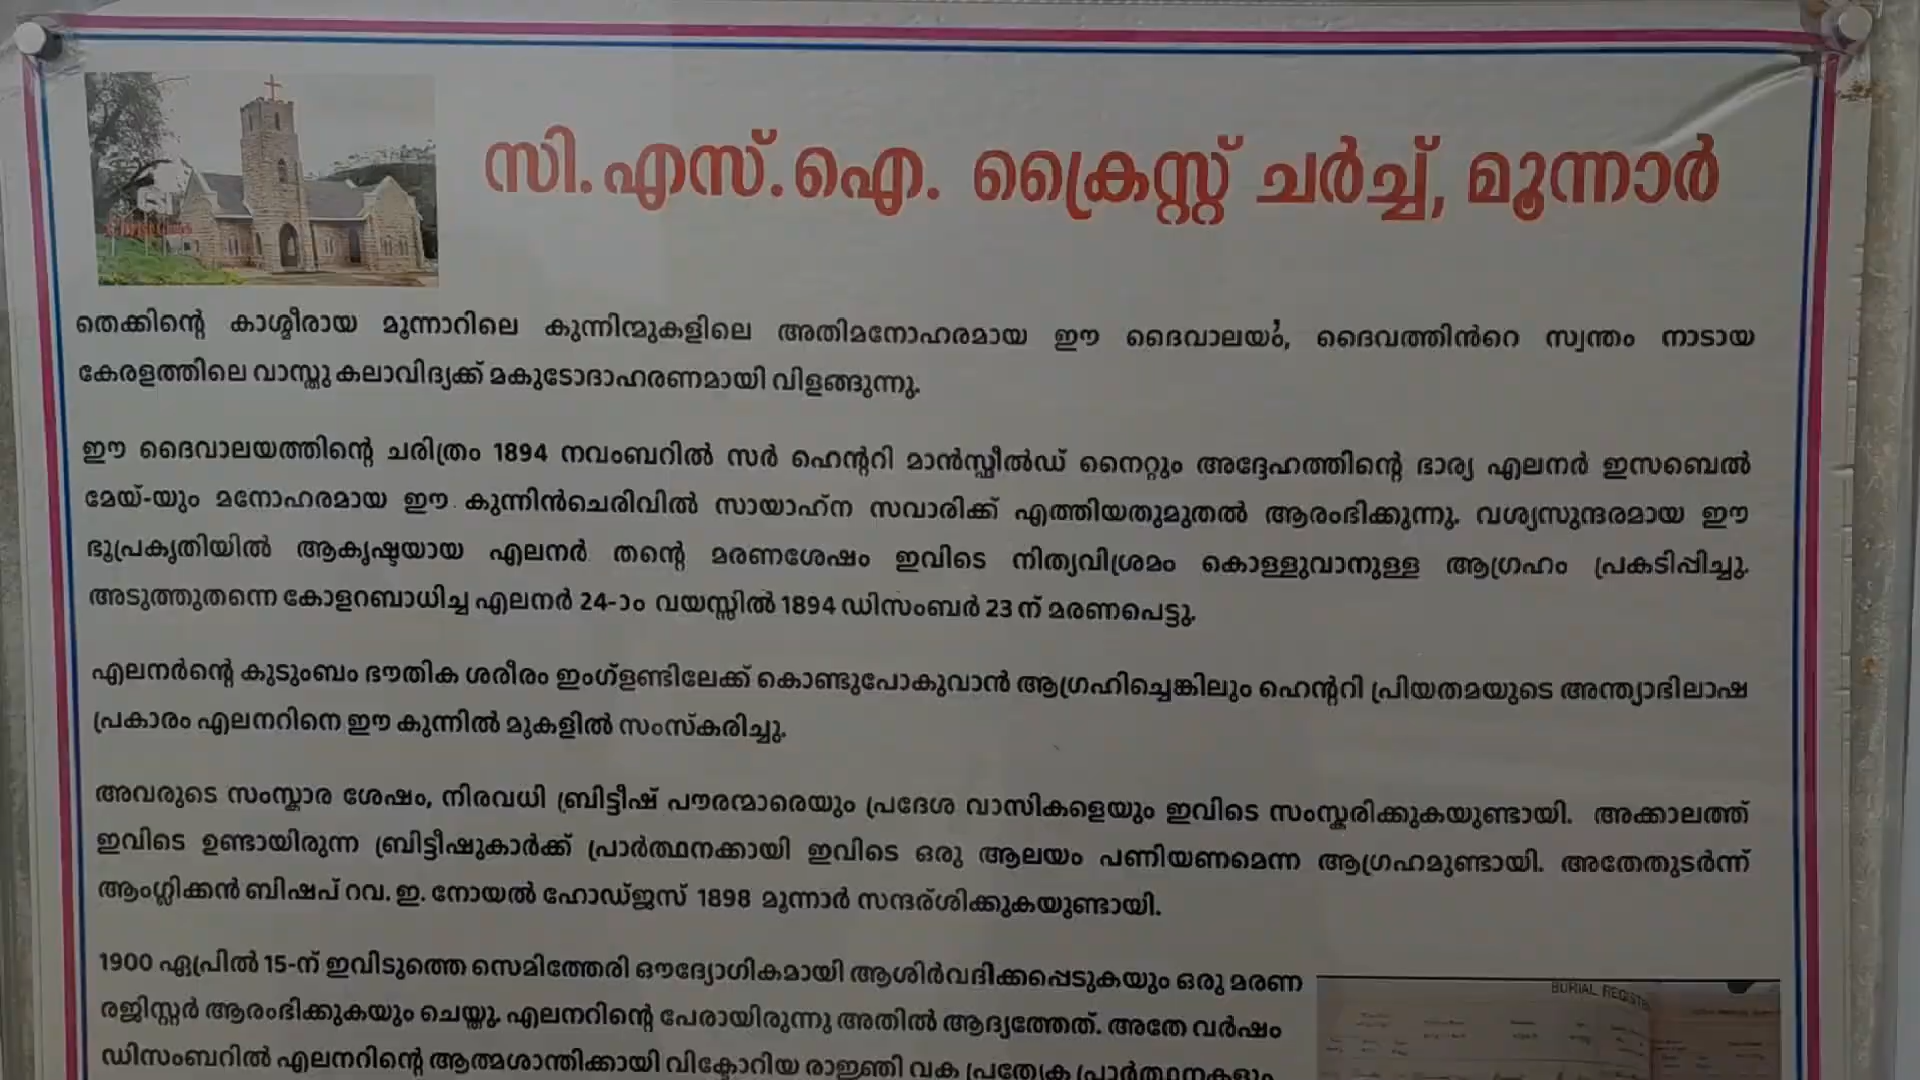 സി.എസ്.ഐ. ക്രൈസ്റ്റ് ചർച്ച്, മൂന്നാർ
തെക്കിന്റെ കാശ്മീരായ മൂന്നാറിലെ കുന്നിന്മുകളിലെ അതിമനോഹരമായ ഈ ദൈവാലയം, ദൈവത്തിൻറെ സ്വന്തം നാടായ
കേരളത്തിലെ വാസ്തുകലാവിദ്യക്ക് മകുടോദാഹരണമായി വിളങ്ങുന്നു.
ഈ ദൈവാലയത്തിന്റെ ചരിത്രം 1894 നവംബറിൽ സർ ഹെന്ററി മാൻസ്ഫീൽഡ് നൈറ്റും അദ്ദേഹത്തിന്റെ ഭാര്യ എലനർ ഇസബെൽ
മേയ്-യും മനോഹരമായ ഈ കുന്നിൻചെരിവിൽ സായാഹ്ന സവാരിക്ക് എത്തിയതുമുതൽ ആരംഭിക്കുന്നു. വശ്യസുന്ദരമായ ഈ
ഭൂപ്രകൃതിയിൽ ആകൃഷ്ടയായ എലനർ തന്റെ മരണശേഷം ഇവിടെ നിത്യവിശ്രമം കൊള്ളുവാനുള്ള ആഗ്രഹം പ്രകടിപ്പിച്ചു.
അടുത്തുതന്നെ കോളറബാധിച്ച എലനർ 24-ാം വയസ്സിൽ 1894 ഡിസംബർ 23 ന് മരണപെട്ടു.
എലനർന്റെ കുടുംബം ഭൗതിക ശരീരം ഇംഗ്ളണ്ടിലേക്ക് കൊണ്ടുപോകുവാൻ ആഗ്രഹിച്ചെങ്കിലും ഹെന്ററി പ്രിയതമയുടെ അന്ത്യാഭിലാഷ
പ്രകാരം എലനറിനെ ഈ കുന്നിൽ മുകളിൽ സംസ്കരിച്ചു.
അവരുടെ സംസ്കാര ശേഷം, നിരവധി ബ്രിട്ടീഷ് പൗരന്മാരെയും പ്രദേശ വാസികളെയും ഇവിടെ സംസ്കരിക്കുകയുണ്ടായി. അക്കാലത്ത്
ഇവിടെ ഉണ്ടായിരുന്ന ബ്രിട്ടീഷുകാർക്ക് പ്രാർത്ഥനക്കായി ഇവിടെ ഒരു ആലയം പണിയണമെന്ന ആഗ്രഹമുണ്ടായി. അതേതുടർന്ന്
ആംഗ്ലിക്കൻ ബിഷപ് റവ. ഇ. നോയൽ ഹോഡ്ജസ് 1898 മൂന്നാർ സന്ദര്ശിക്കുകയുണ്ടായി.
1900 ഏപ്രിൽ 15-ന് ഇവിടുത്തെ സെമിത്തേരി ഔദ്യോഗികമായി ആശിർവദിക്കപ്പെടുകയും ഒരു മരണ
രജിസ്റ്റർ ആരംഭിക്കുകയും ചെയ്തു. എലനറിന്റെ പേരായിരുന്നു അതിൽ ആദ്യത്തേത്. അതേ വർഷം
ഡിസംബറിൽ എലനറിന്റെ ആത്മശാന്തിക്കായി വിക്ടോറിയ രാജ്ഞി വക പ്രത്യേക പ്രാർത്ഥനകളും
BURIAL